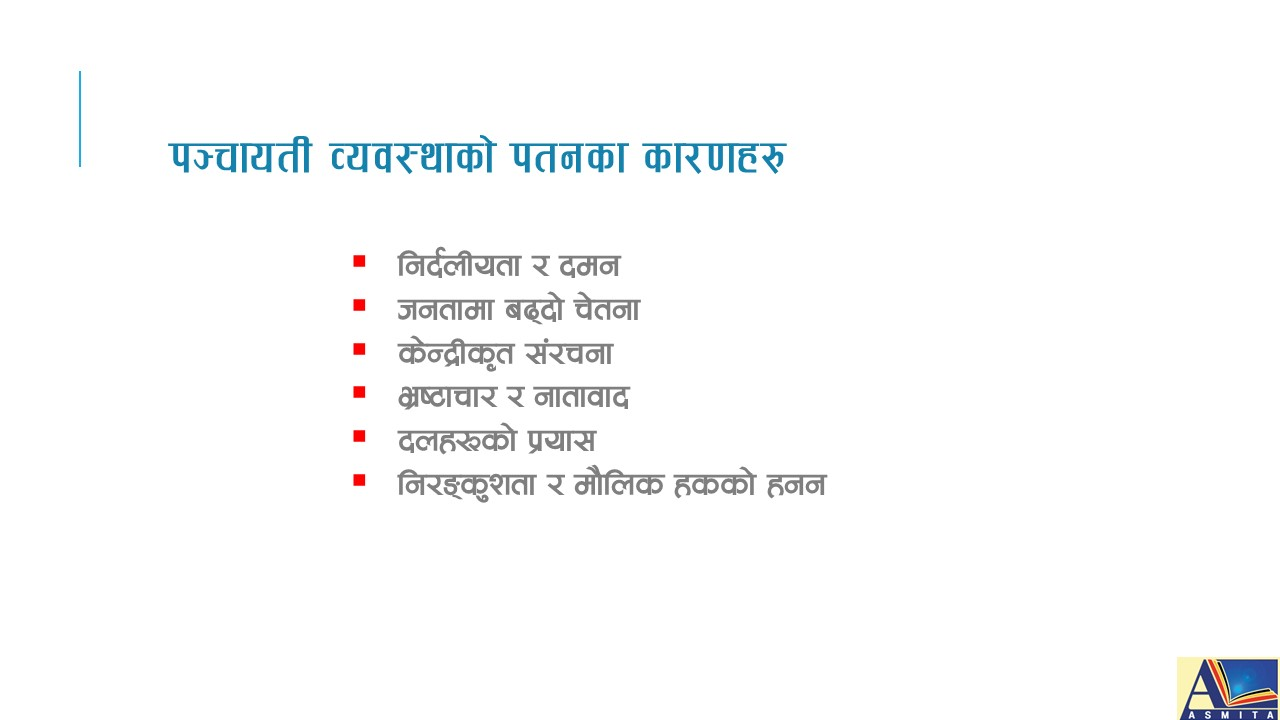 पञ्चायती व्यवस्थाको पतनका कारणहरु
▪ निर्दलीयता र दमन
▪ जनतामा बढ्दो चेतना
▪ केन्द्रीकृत संरचना
▪ भ्रष्टाचार र नातावाद
▪ दलहरूको प्रयास
▪ निरङ्कुशता र मौलिक हकको हनन
ASMITA